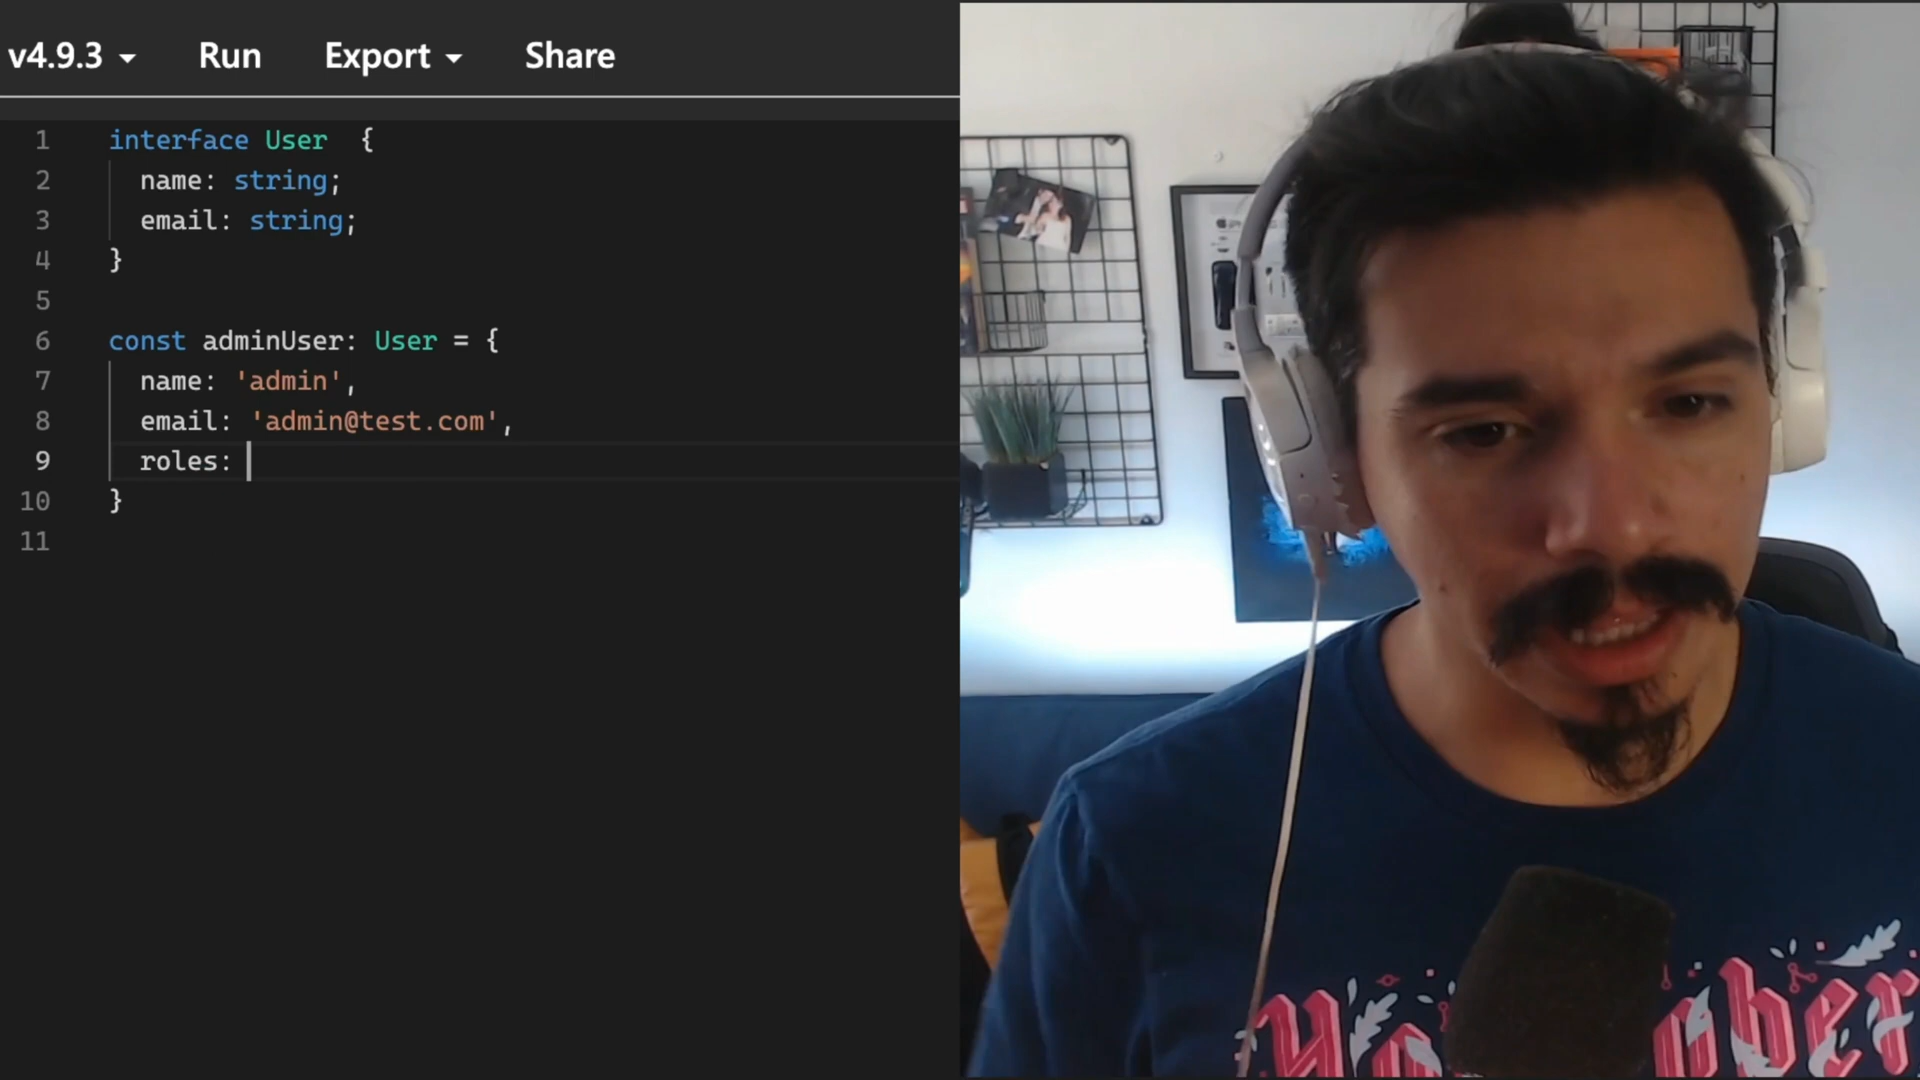 v4.9.3 Run Export Share
1 interface User {
2 name: string;
3 email: string;
4 }
5
6 const adminUser: User = {
7 name: 'admin',
8 email: 'admin@test.com',
9 roles:
10 }
11